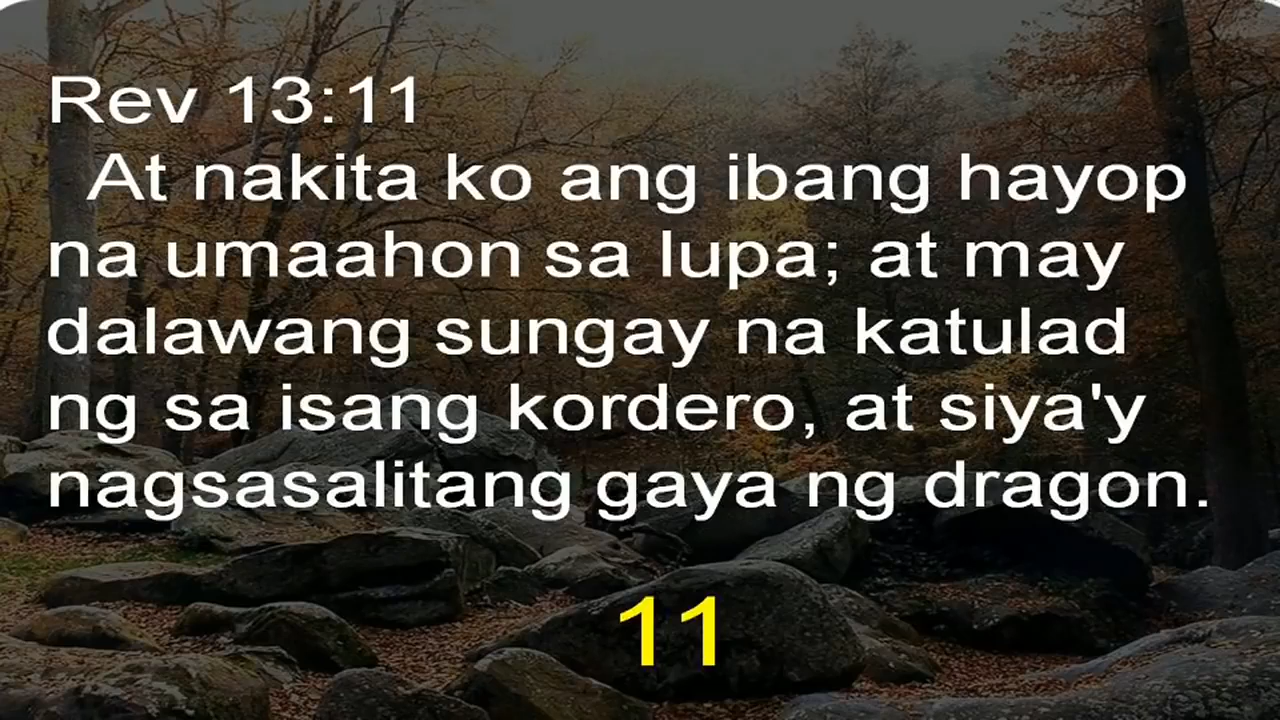 Rev 13:11
At nakita ko ang ibang hayop
na umaahon sa lupa; at may
dalawang sungay na katulad
ng sa isang kordero, at siya'y
nagsasalitang gaya ng dragon.
11